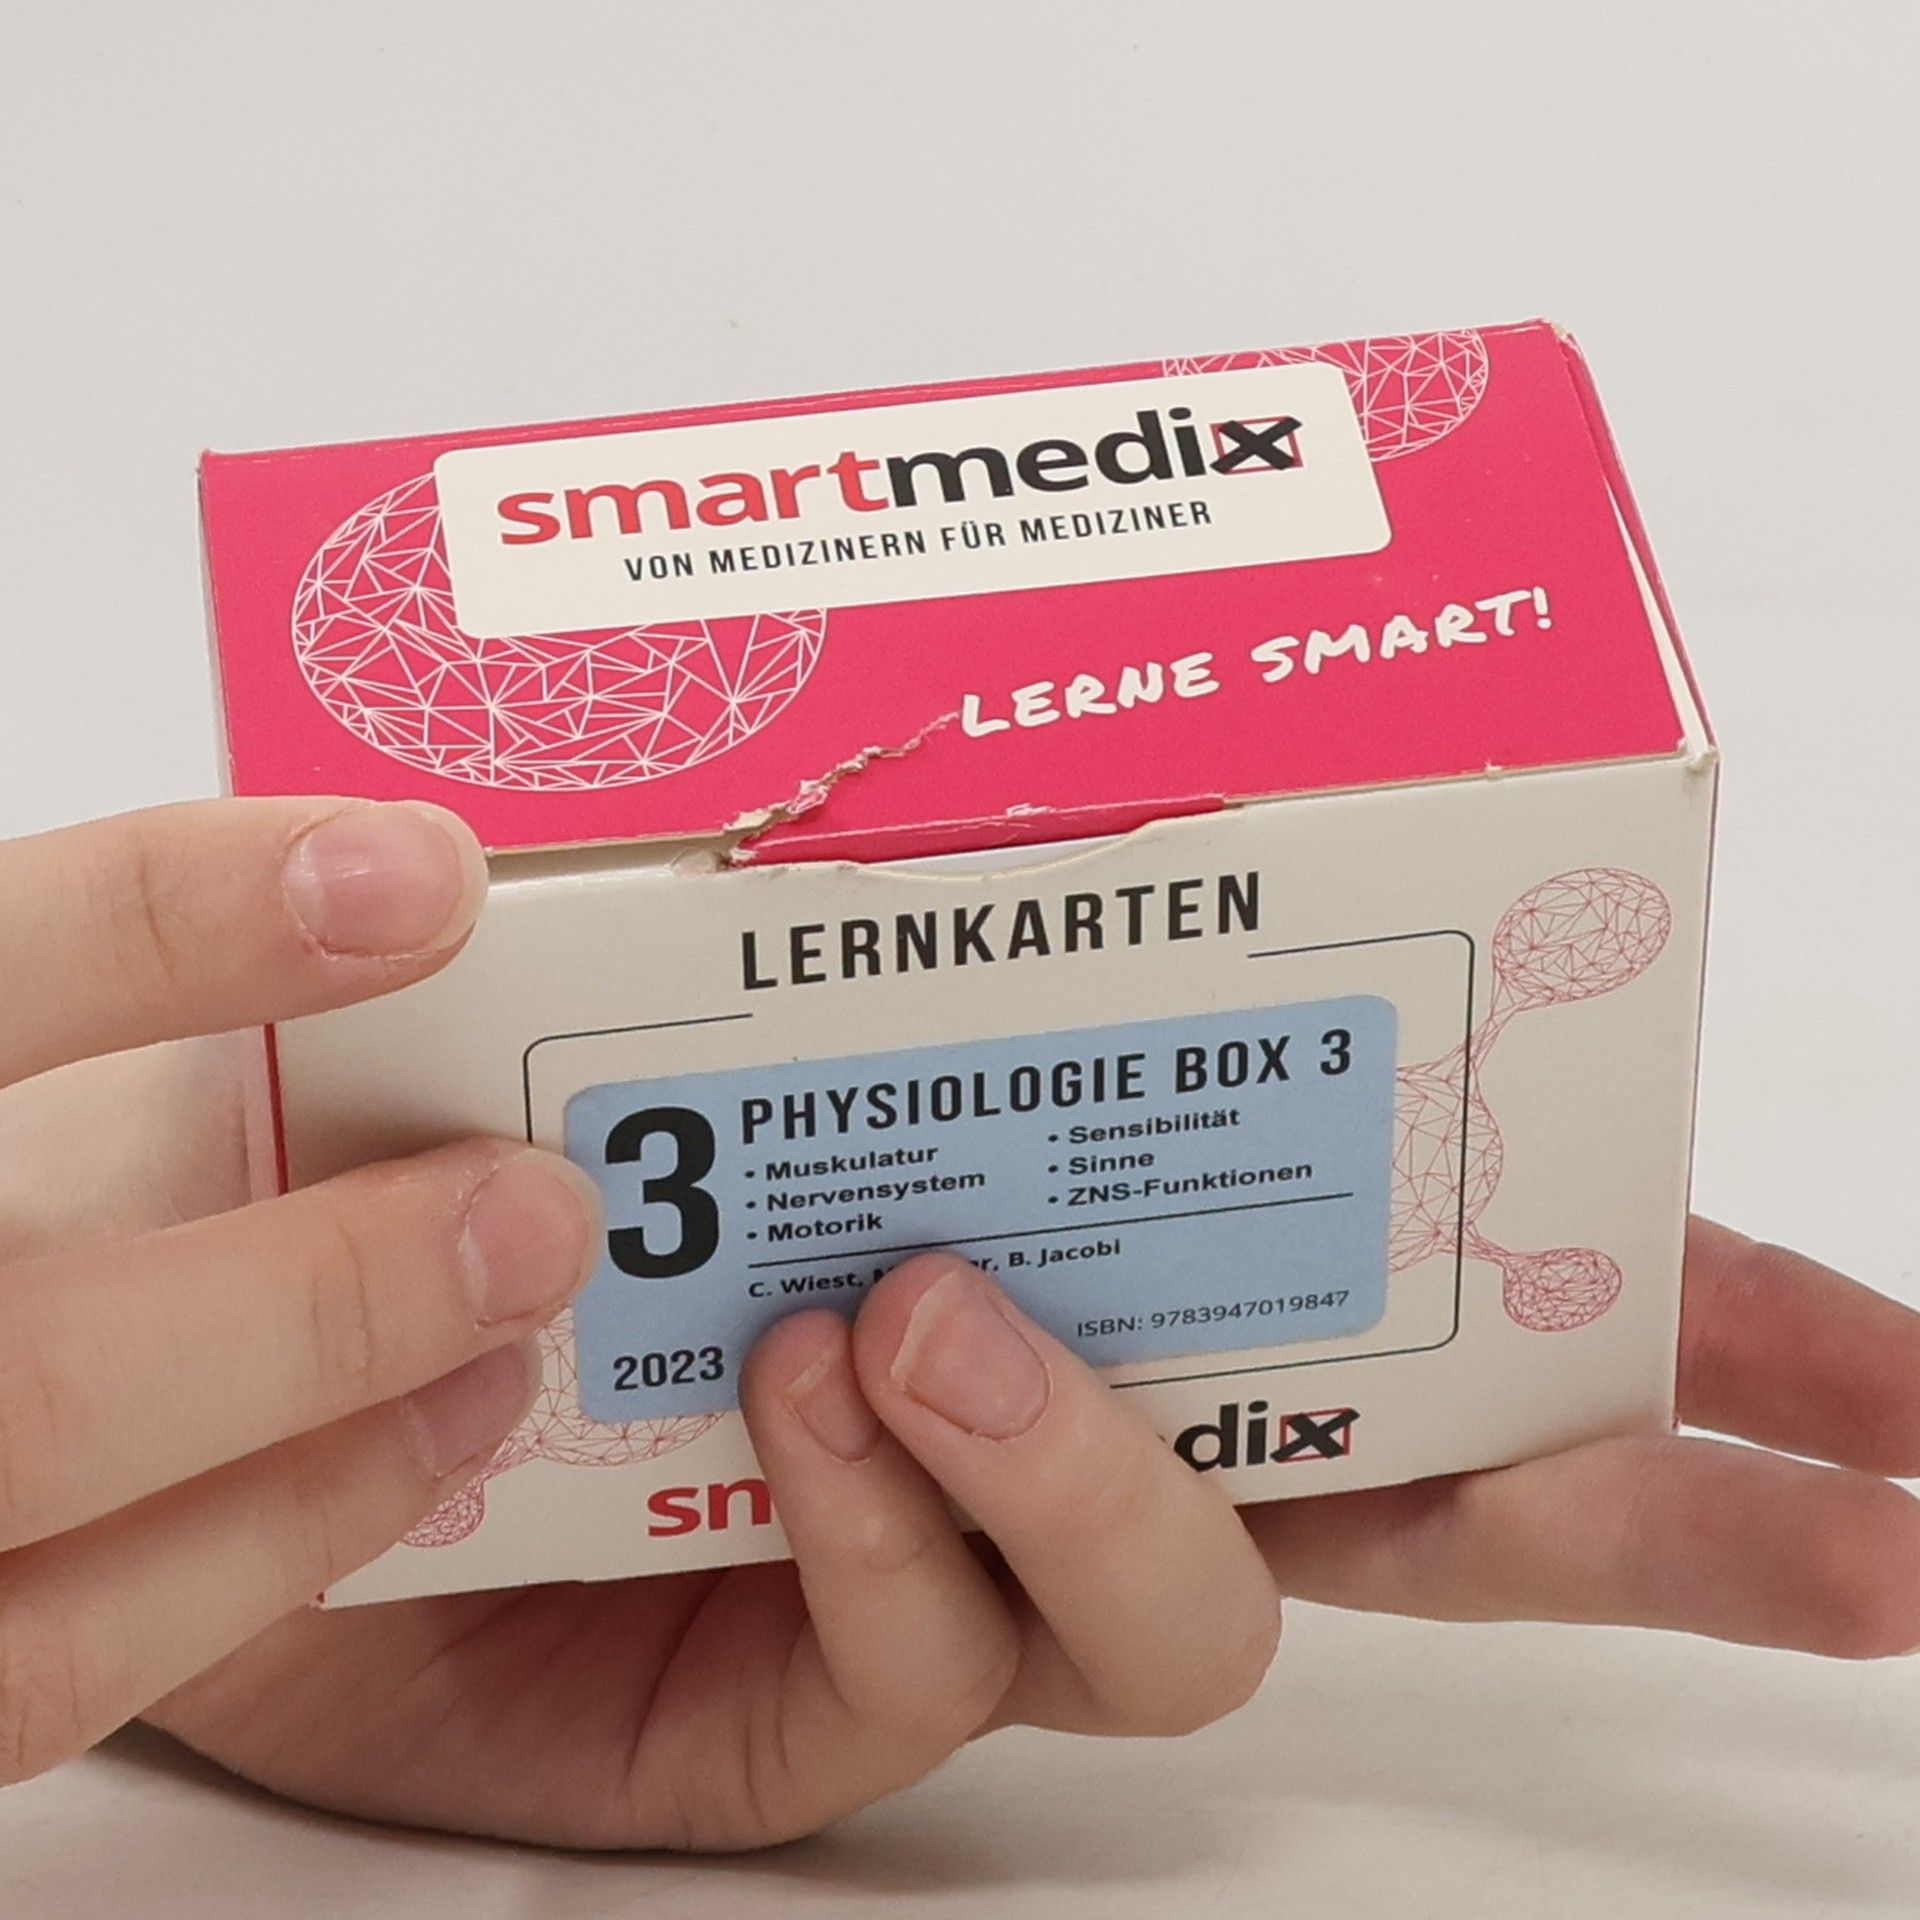 smartmedix
VON MEDIZINERN FÜR MEDIZINER
LERNE SMART!
LERNKARTEN
3
PHYSIOLOGIE BOX 3
• Muskulatur
• Nervensystem
• Motorik
• Sensibilität
• Sinne
• ZNS-Funktionen
C. Wiest, B. Jacobi
ISBN: 9783947019847
2023